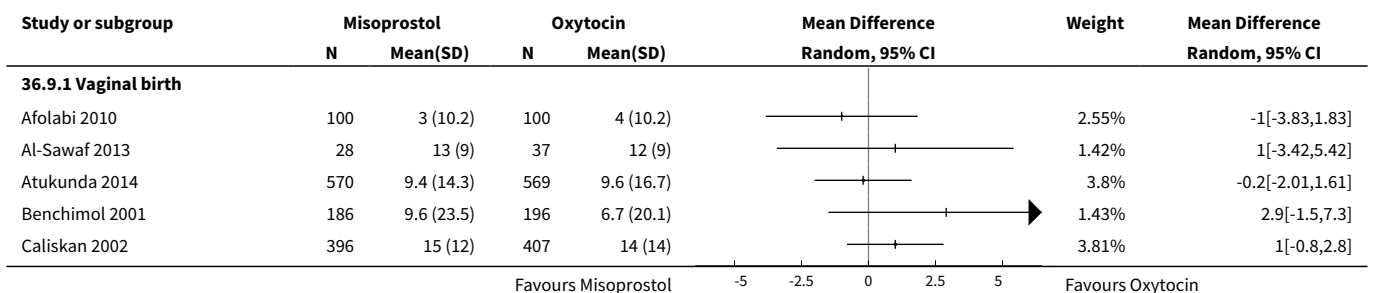 Study or subgroup Misoprostol Oxytocin Mean Difference Weight Mean Difference
N Mean(SD) N Mean(SD) Random, 95% CI Random, 95% CI
36.9.1 Vaginal birth
Afolabi 2010 100 3 (10.2) 100 4 (10.2) 2.55% -1[-3.83,1.83]
Al-Sawaf 2013 28 13 (9) 37 12 (9) 1.42% 1[-3.42,5.42]
Atukunda 2014 570 9.4 (14.3) 569 9.6 (16.7) 3.8% -0.2[-2.01,1.61]
Benchimol 2001 186 9.6 (23.5) 196 6.7 (20.1) 1.43% 2.9[-1.5,7.3]
Caliskan 2002 396 15 (12) 407 14 (14) 3.81% 1[-0.8,2.8]
Favours Misoprostol -5 -2.5 0 2.5 5 Favours Oxytocin